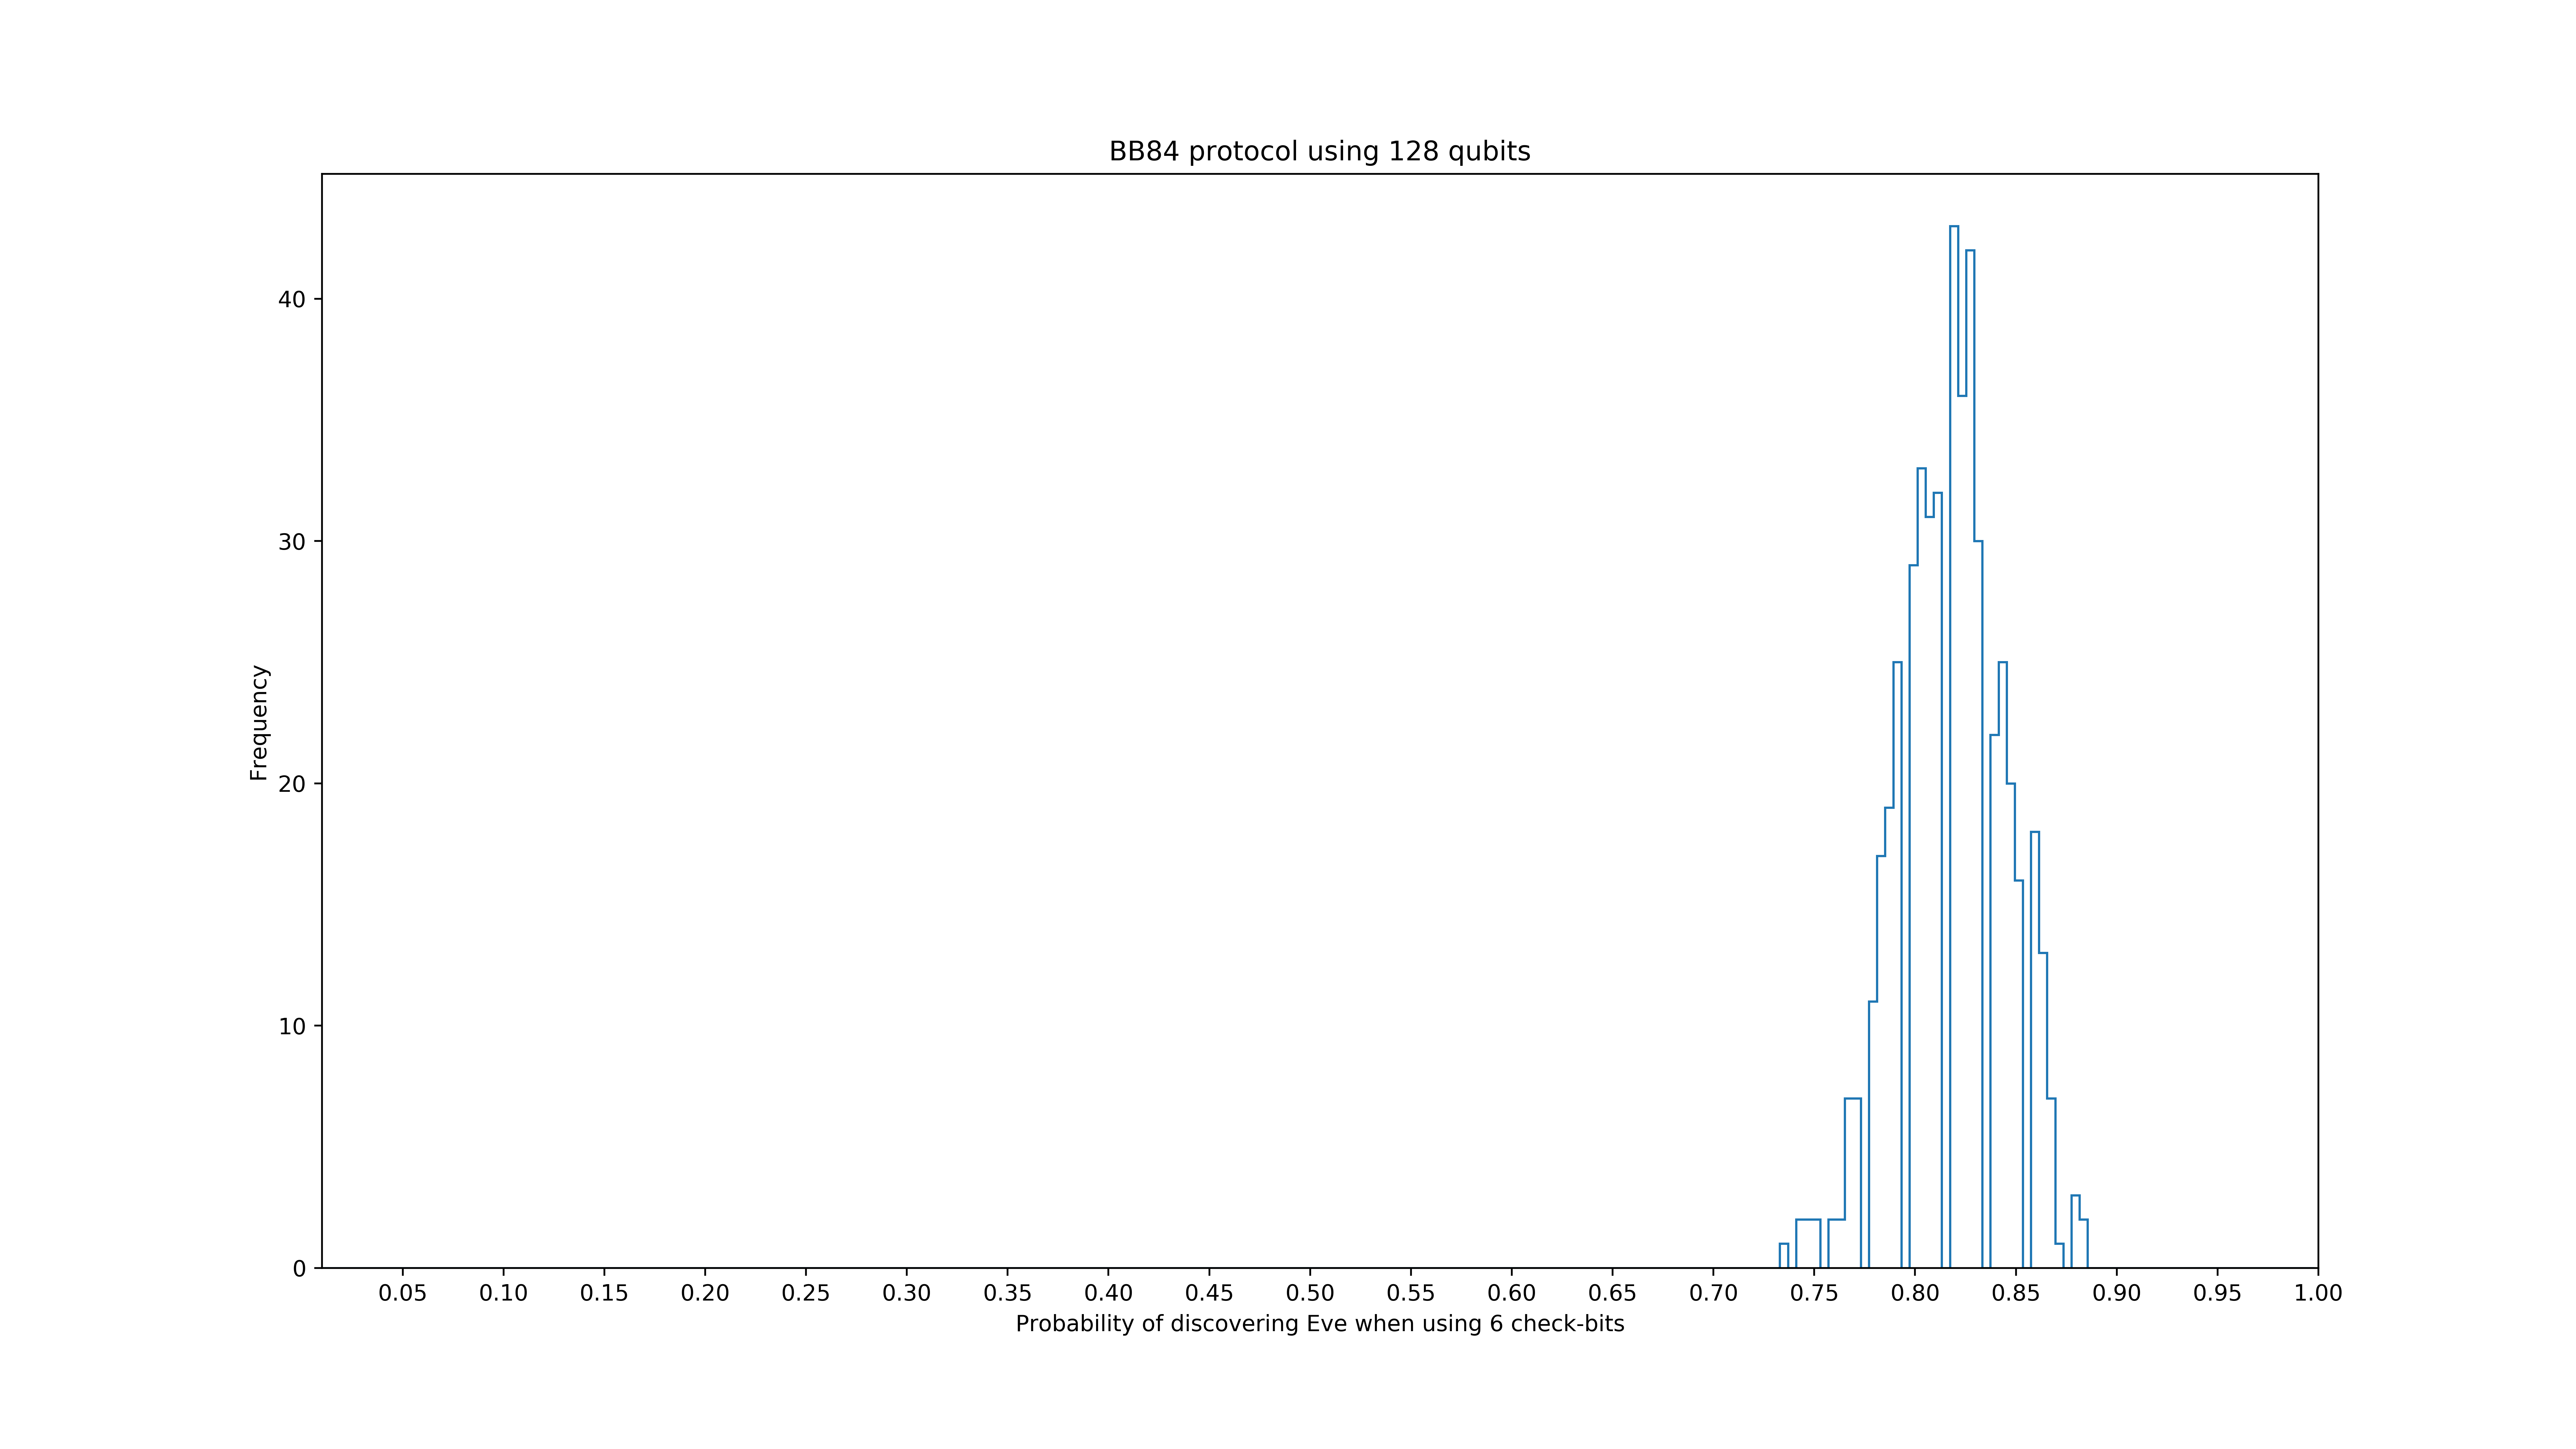 BB84 protocol using 128 qubits
40
30
20
10
0
Frequency
0.05 0.10 0.15 0.20 0.25 0.30 0.35 0.40 0.45 0.50 0.55 0.60 0.65 0.70 0.75 0.80 0.85 0.90 0.95 1.00
Probability of discovering Eve when using 6 check-bits